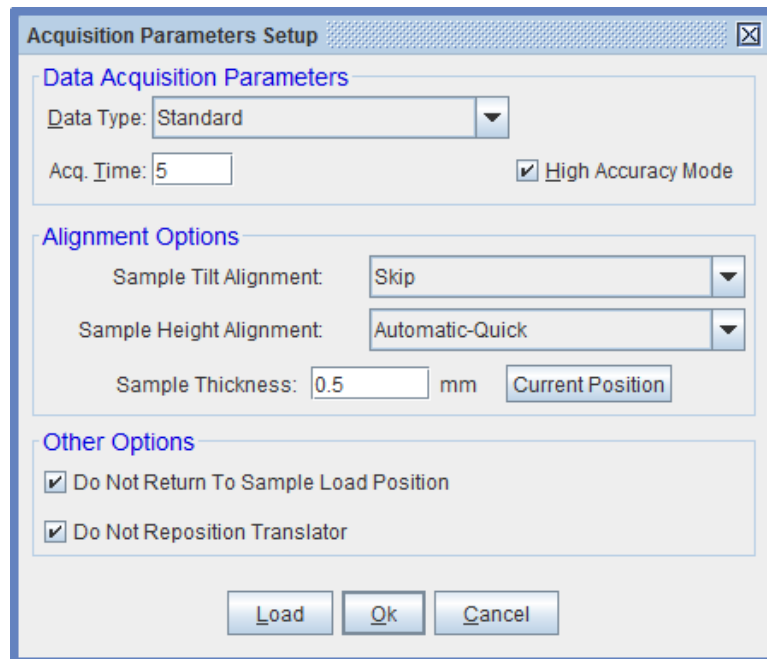 Acquisition Parameters Setup
Data Acquisition Parameters
Data Type: Standard
Acq. Time: 5 High Accuracy Mode
Alignment Options
Sample Tilt Alignment: Skip
Sample Height Alignment: Automatic-Quick
Sample Thickness: 0.5 mm Current Position
Other Options
Do Not Return To Sample Load Position
Do Not Reposition Translator
Load Ok Cancel